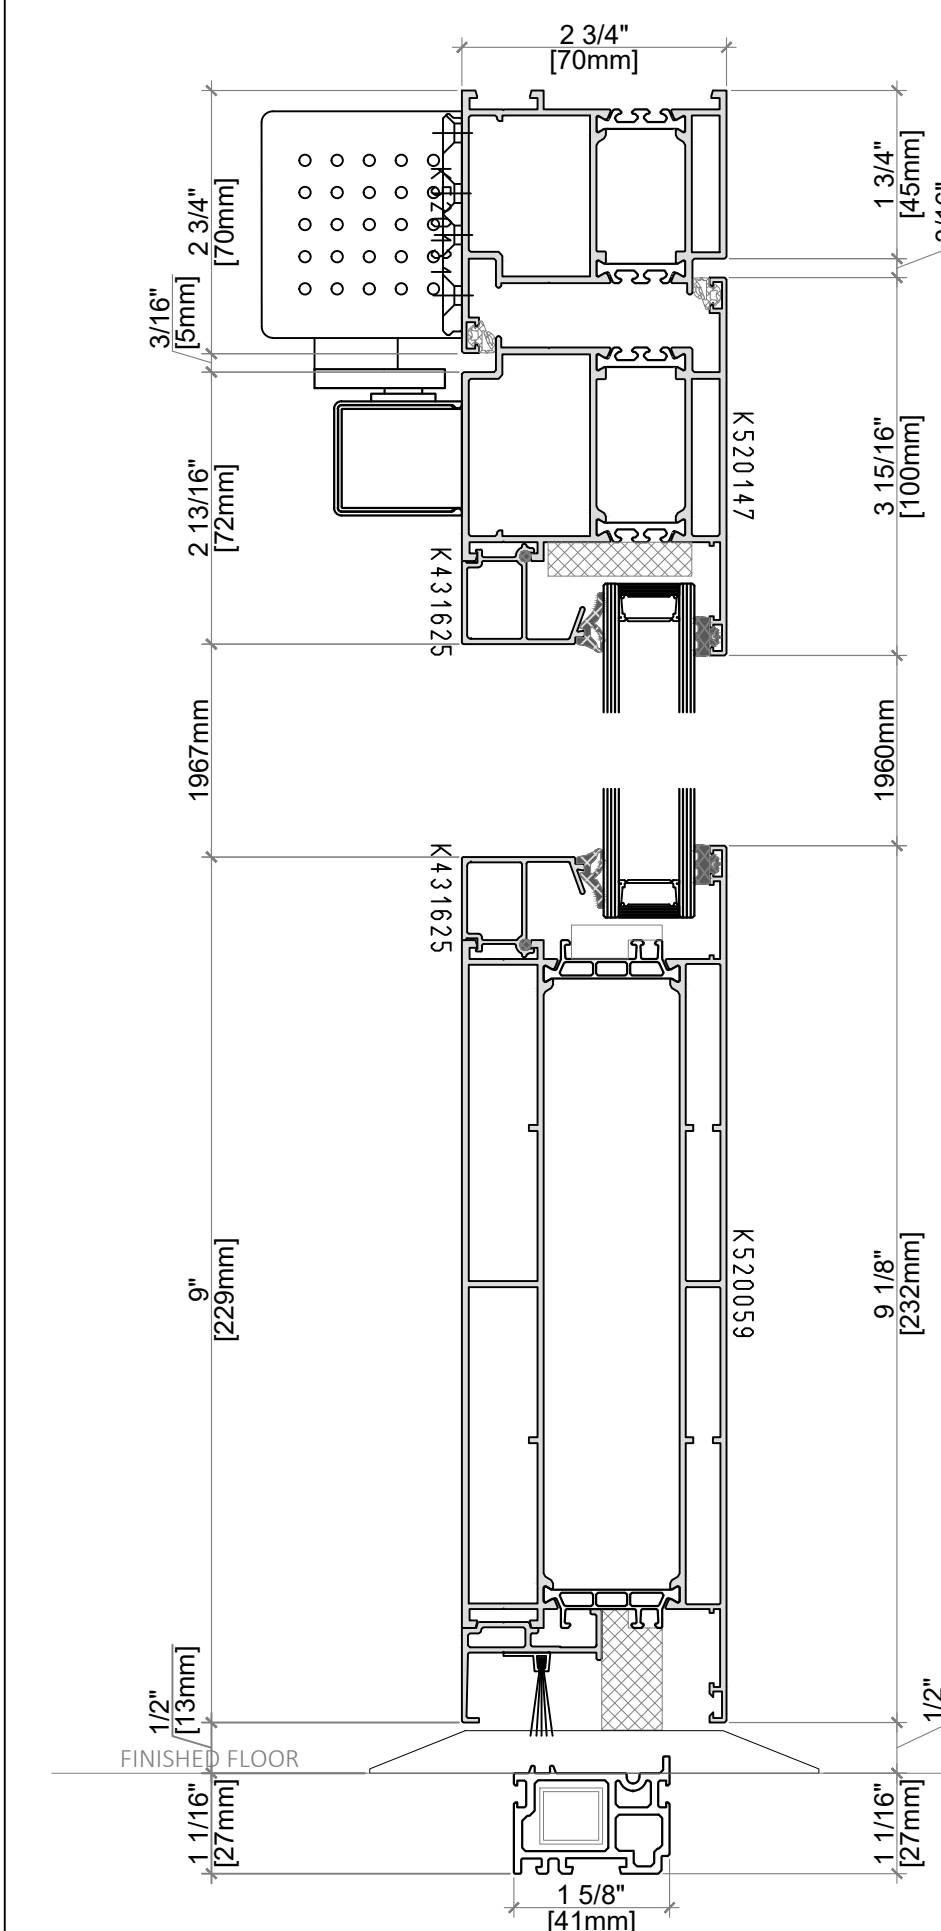 2 3/4"
[70mm]
2 3/4"
[70mm]
1 3/4"
[45mm]
3/16"
[5mm]
K520147
2 13/16"
[72mm]
3 15/16"
[100mm]
K431625
1967mm
1960mm
K431625
9"
[229mm]
K520059
9 1/8"
[232mm]
1/2"
[13mm]
1/2"
FINISHED FLOOR
1 1/16"
[27mm]
1 1/16"
[27mm]
1 5/8"
[41mm]